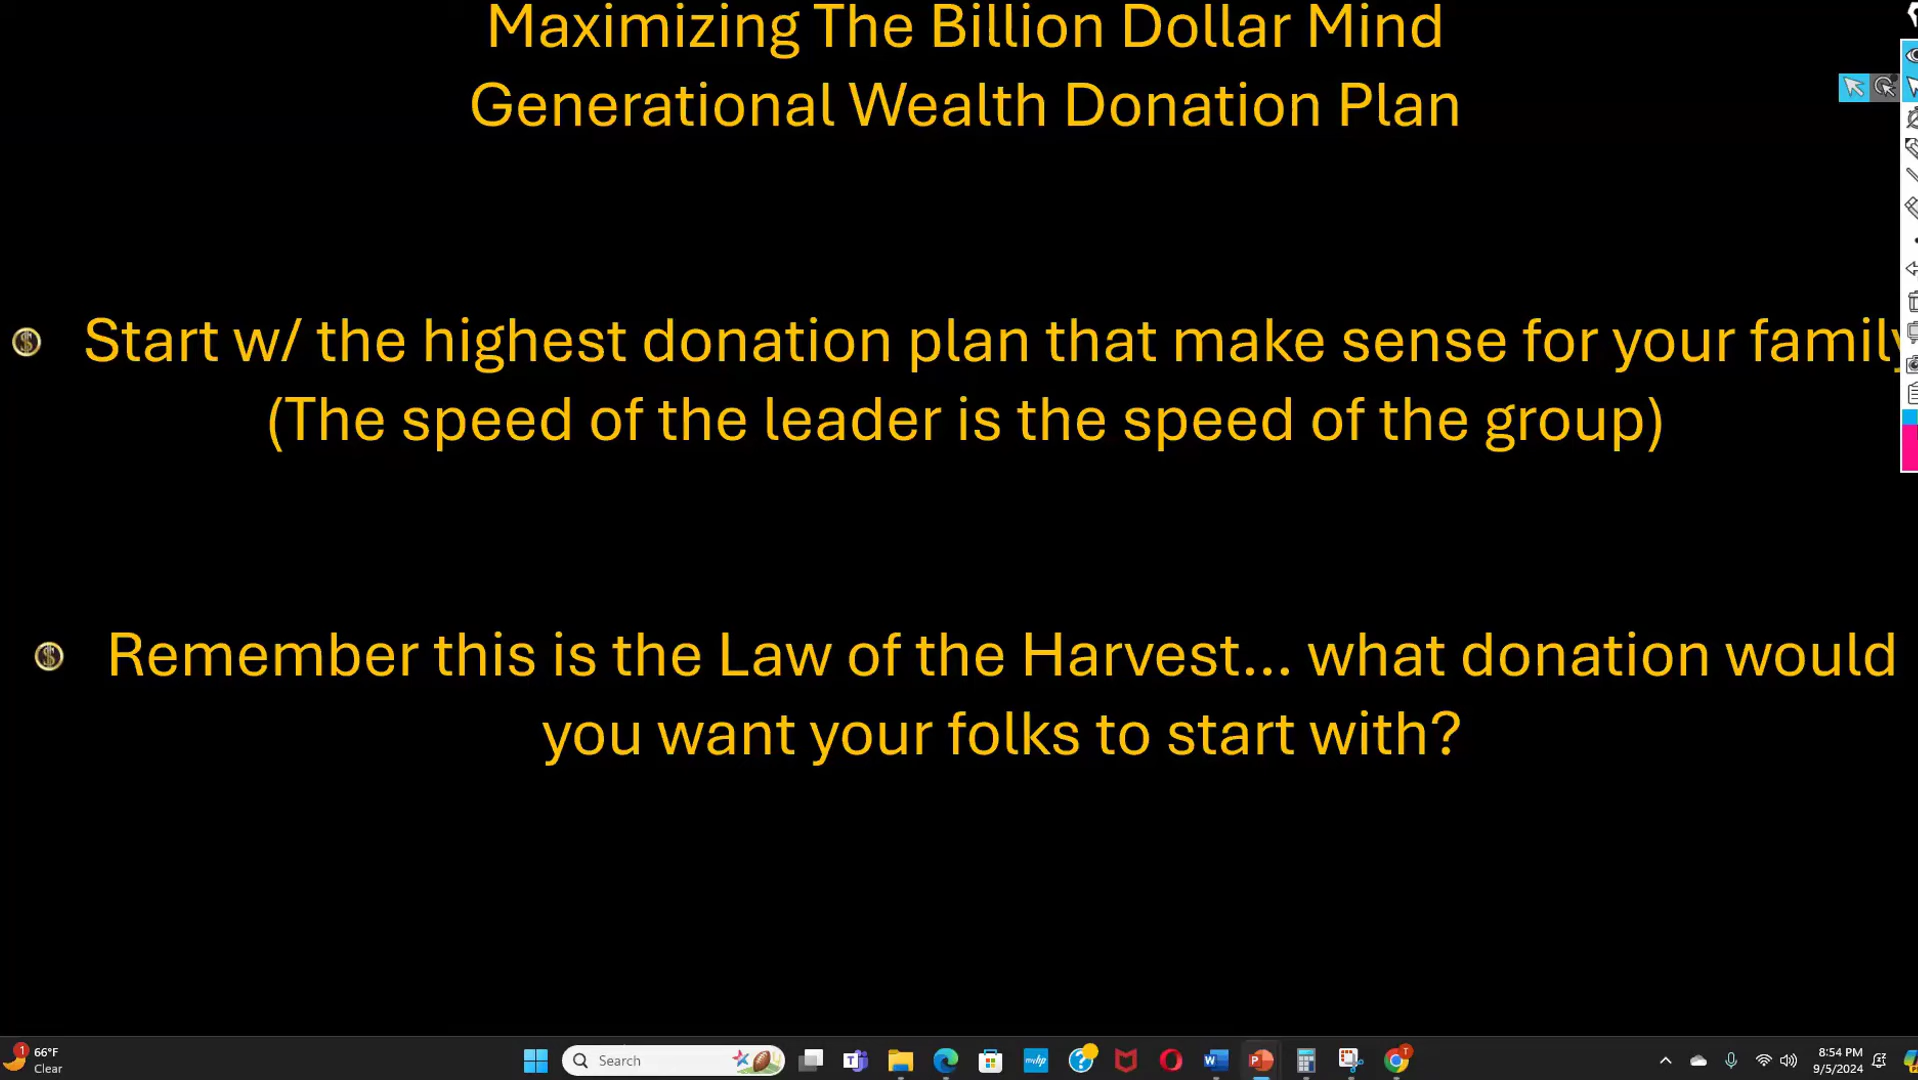 Maximizing The Billion Dollar Mind
Generational Wealth Donation Plan
Start w/ the highest donation plan that make sense for your family
(The speed of the leader is the speed of the group)
Remember this is the Law of the Harvest... what donation would
you want your folks to start with?
1
66°F
Clear
Search
myhp
8:54 PM
9/5/2024